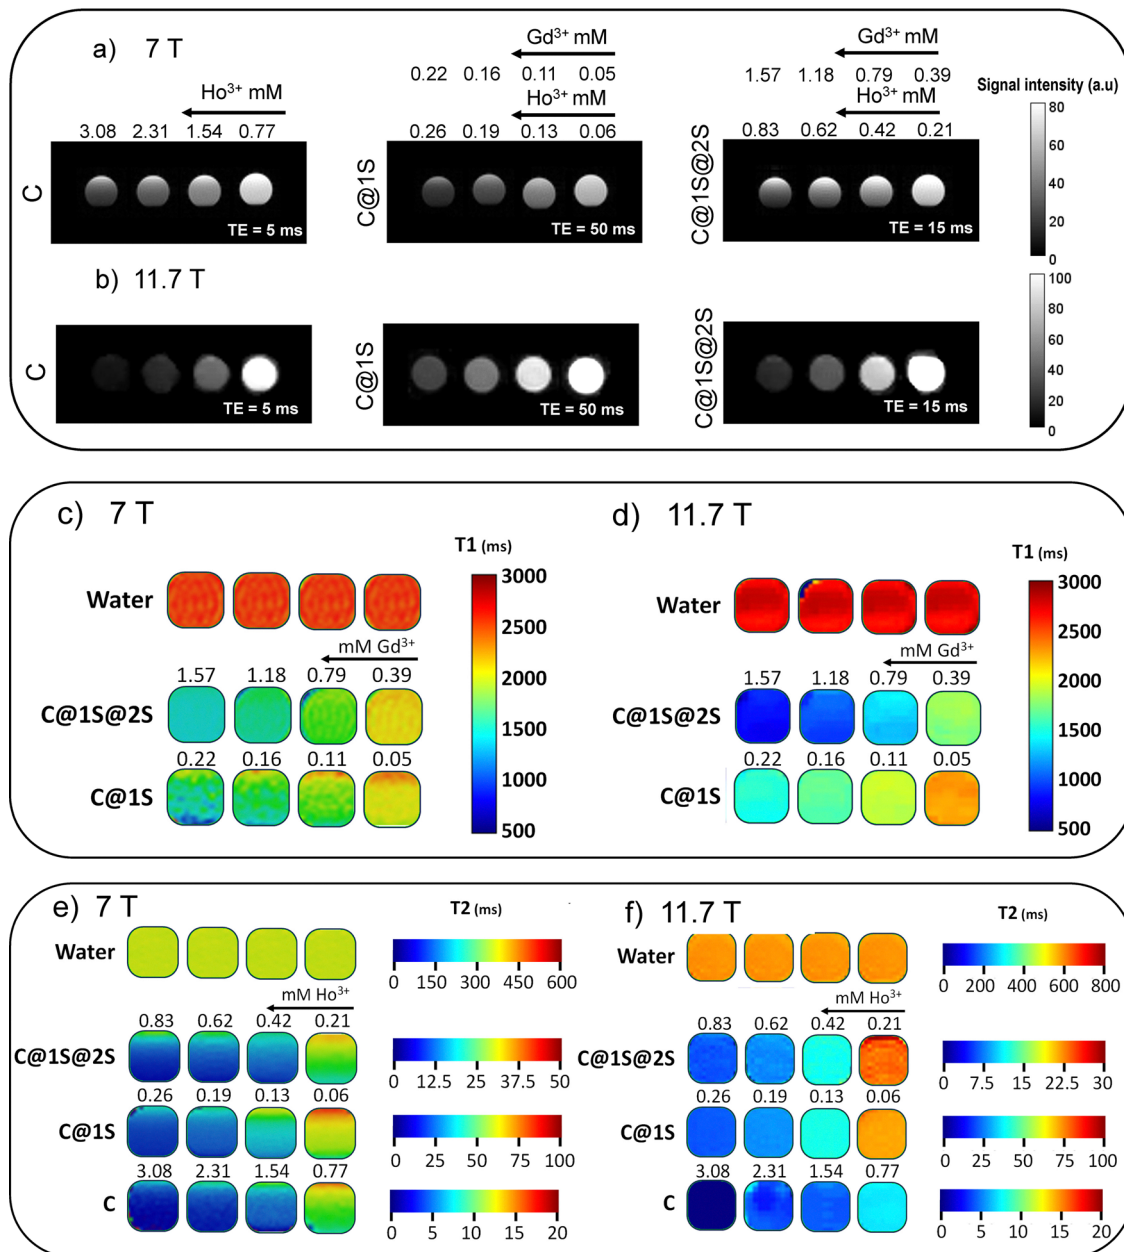 a) 7 T
Ho³⁺ mM
3.08 2.31 1.54 0.77
C
TE = 5 ms
Gd³⁺ mM
0.22 0.16 0.11 0.05
Ho³⁺ mM
0.26 0.19 0.13 0.06
C@1S
TE = 50 ms
Gd³⁺ mM
1.57 1.18 0.79 0.39
Ho³⁺ mM
0.83 0.62 0.42 0.21
C@1S@2S
TE = 15 ms
Signal intensity (a.u)
80
60
40
20
0
b) 11.7 T
C
TE = 5 ms
C@1S
TE = 50 ms
C@1S@2S
TE = 15 ms
100
80
60
40
20
0
c) 7 T
T1 (ms)
Water
mM Gd³⁺
1.57 1.18 0.79 0.39
C@1S@2S
0.22 0.16 0.11 0.05
C@1S
3000
2500
2000
1500
1000
500
d) 11.7 T
T1 (ms)
Water
mM Gd³⁺
1.57 1.18 0.79 0.39
C@1S@2S
0.22 0.16 0.11 0.05
C@1S
3000
2500
2000
1500
1000
500
e) 7 T
T2 (ms)
Water
0 150 300 450 600
mM Ho³⁺
0.83 0.62 0.42 0.21
C@1S@2S
0 12.5 25 37.5 50
0.26 0.19 0.13 0.06
C@1S
0 25 50 75 100
3.08 2.31 1.54 0.77
C
0 5 10 15 20
f) 11.7 T
T2 (ms)
Water
0 200 400 600 800
mM Ho³⁺
0.83 0.62 0.42 0.21
C@1S@2S
0 7.5 15 22.5 30
0.26 0.19 0.13 0.06
C@1S
0 25 50 75 100
3.08 2.31 1.54 0.77
C
0 5 10 15 20